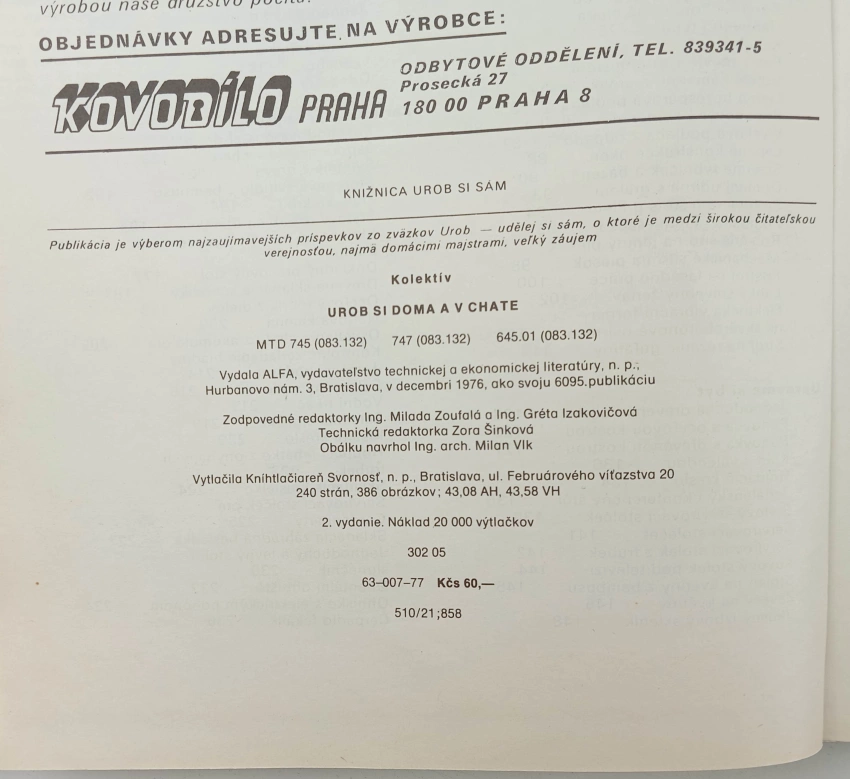 výrobou naše družstvo počítá.
OBJEDNÁVKY ADRESUJTE NA VÝROBCE:
KOVODÍLO PRAHA
ODBYTOVÉ ODDĚLENÍ, TEL. 839341-5
Prosecká 27
180 00 PRAHA 8
KNIŽNICA UROB SI SÁM
Publikácia je výberom najzaujímavejších príspevkov zo zväzkov Urob — udělej si sám, o ktoré je medzi širokou čitateľskou
verejnosťou, najmä domácimi majstrami, veľký záujem
Kolektív
UROB SI DOMA A V CHATE
MTD 745 (083.132) 747 (083.132) 645.01 (083.132)
Vydala ALFA, vydavateľstvo technickej a ekonomickej literatúry, n. p.,
Hurbanovo nám. 3, Bratislava, v decembri 1976, ako svoju 6095.publikáciu
Zodpovedné redaktorky Ing. Milada Zoufalá a Ing. Gréta Izakovičová
Technická redaktorka Zora Šinková
Obálku navrhol Ing. arch. Milan Vlk
Vytlačila Kníhtlačiareň Svornosť, n. p., Bratislava, ul. Februárového víťazstva 20
240 strán, 386 obrázkov; 43,08 AH, 43,58 VH
2. vydanie. Náklad 20 000 výtlačkov
302 05
63–007–77 Kčs 60,—
510/21;858